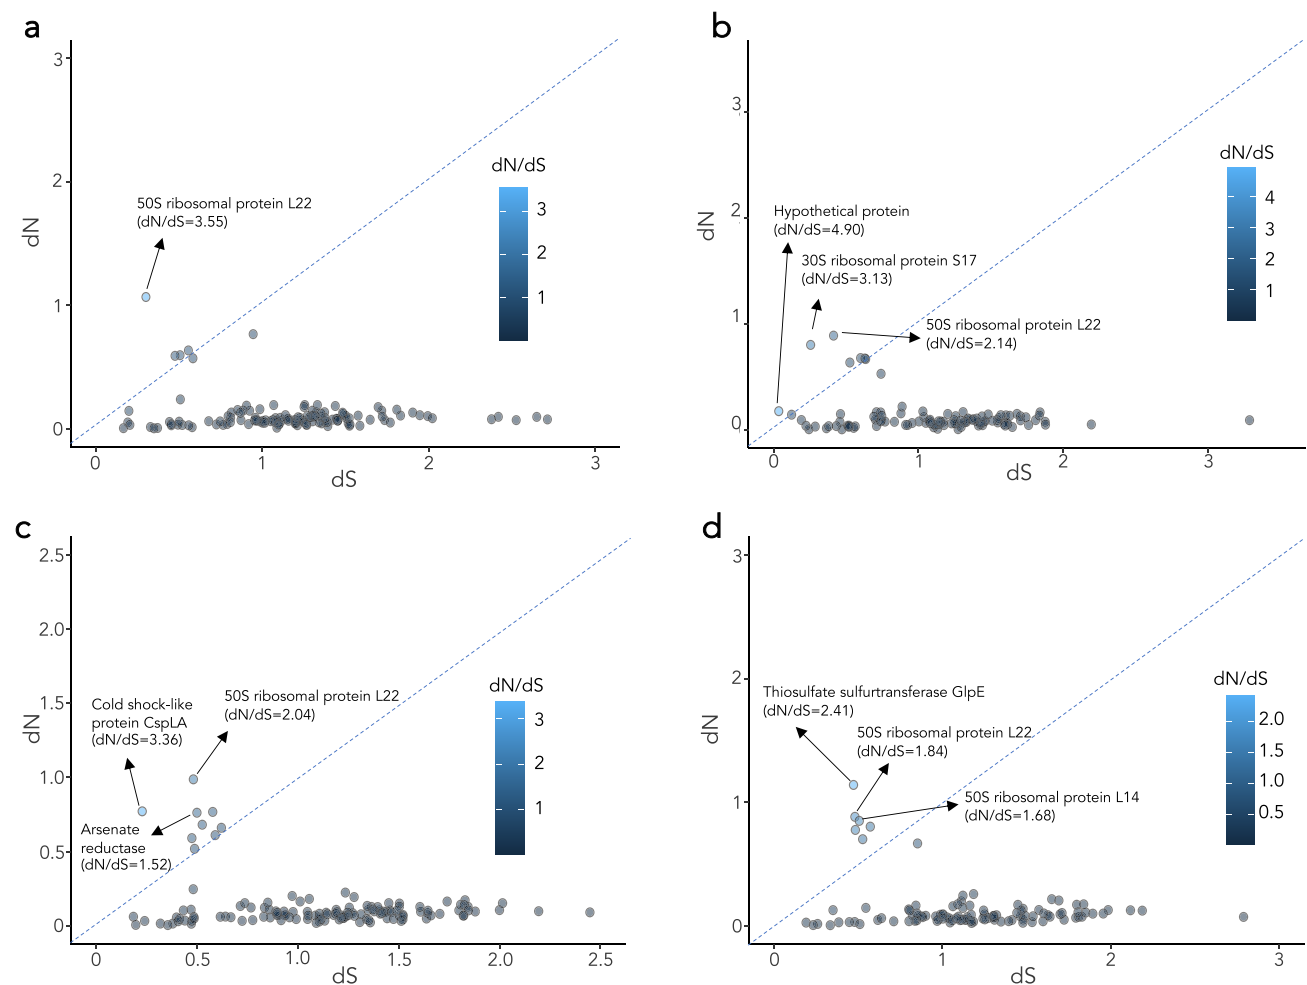 a
3
2
1
0
dN
50S ribosomal protein L22
(dN/dS=3.55)
dN/dS
3
2
1
0
1
2
3
dS
b
3
2
1
0
dN
Hypothetical protein
(dN/dS=4.90)
30S ribosomal protein S17
(dN/dS=3.13)
50S ribosomal protein L22
(dN/dS=2.14)
dN/dS
4
3
2
1
0
1
2
3
dS
c
2.5
2.0
1.5
1.0
0.5
0
dN
Cold shock-like
protein CspLA
(dN/dS=3.36)
50S ribosomal protein L22
(dN/dS=2.04)
Arsenate
reductase
(dN/dS=1.52)
dN/dS
3
2
1
0
0.5
1.0
1.5
2.0
2.5
dS
d
3
2
1
0
dN
Thiosulfate sulfurtransferase GlpE
(dN/dS=2.41)
50S ribosomal protein L22
(dN/dS=1.84)
50S ribosomal protein L14
(dN/dS=1.68)
dN/dS
2.0
1.5
1.0
0.5
0
1
2
3
dS